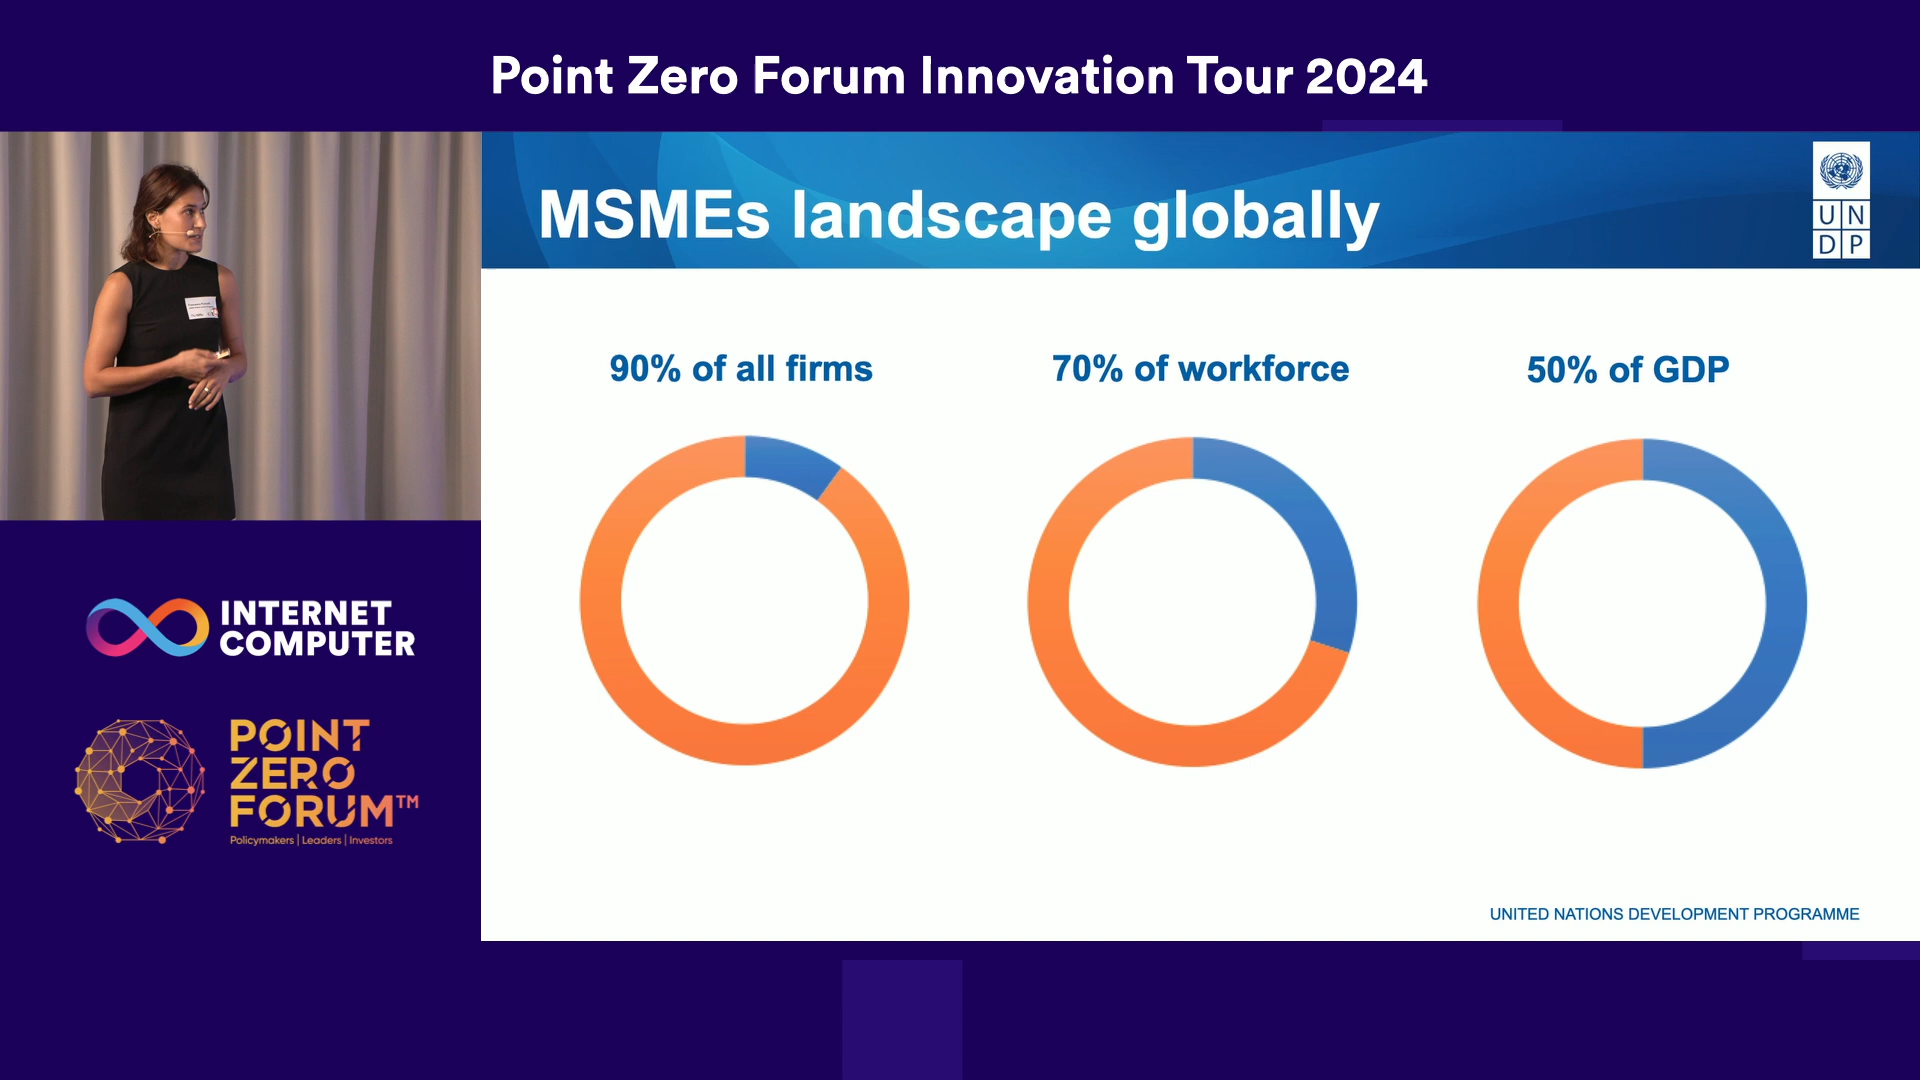 Point Zero Forum Innovation Tour 2024
MSMEs landscape globally
U N
D P
90% of all firms
70% of workforce
50% of GDP
INTERNET
COMPUTER
POINT
ZERO
FORUM™
Policymakers | Leaders | Investors
UNITED NATIONS DEVELOPMENT PROGRAMME